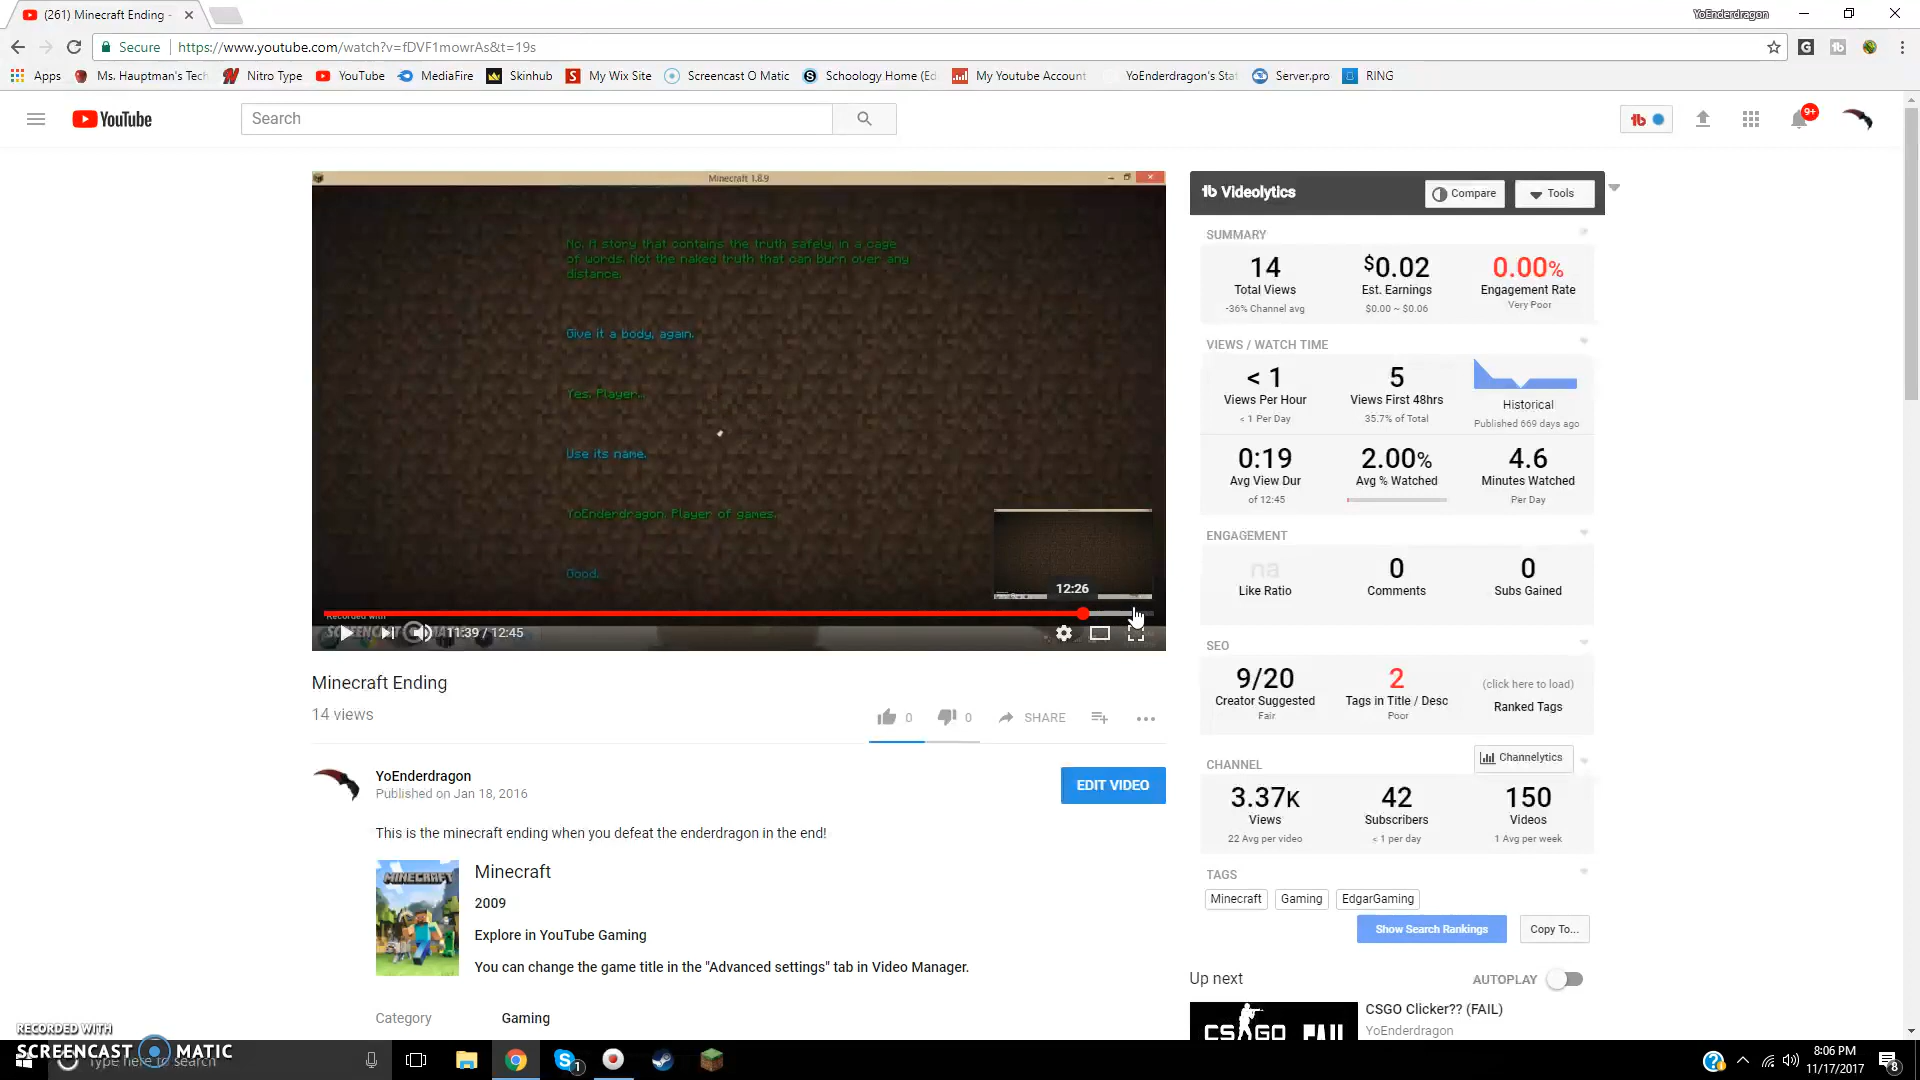 (261) Minecraft Ending -
YoEnderdragon
Secure https://www.youtube.com/watch?v=fDVF1mowrAs&t=19s
Apps Ms. Hauptman's Tech Nitro Type YouTube MediaFire Skinhub My Wix Site Screencast O Matic Schoology Home (Ed My Youtube Account YoEnderdragon's Stat Server.pro RING
YouTube
Search
9+
Minecraft 1.8.9
No. A story that contains the truth safely, in a cage
of words. Not the naked truth that can burn over any
distance.
Give it a body, again.
Yes. Player...
Use its name.
YoEnderdragon. Player of games.
Good.
12:26
Recorded with
11:39 / 12:45
Minecraft Ending
14 views
0 0 SHARE
YoEnderdragon
Published on Jan 18, 2016
EDIT VIDEO
This is the minecraft ending when you defeat the enderdragon in the end!
MINECRAFT
Minecraft
2009
Explore in YouTube Gaming
You can change the game title in the "Advanced settings" tab in Video Manager.
Category Gaming
Videolytics Compare Tools
SUMMARY
14 $0.02 0.00%
Total Views Est. Earnings Engagement Rate
-36% Channel avg $0.00 ~ $0.06 Very Poor
VIEWS / WATCH TIME
< 1 5
Views Per Hour Views First 48hrs Historical
< 1 Per Day 35.7% of Total Published 669 days ago
0:19 2.00% 4.6
Avg View Dur Avg % Watched Minutes Watched
of 12:45 Per Day
ENGAGEMENT
na 0 0
Like Ratio Comments Subs Gained
SEO
9/20 2 (click here to load)
Creator Suggested Tags in Title / Desc Ranked Tags
Fair Poor
CHANNEL Channelytics
3.37K 42 150
Views Subscribers Videos
22 Avg per video < 1 per day 1 Avg per week
TAGS
Minecraft Gaming EdgarGaming
Show Search Rankings Copy To...
Up next AUTOPLAY
CSGO FAIL
CSGO Clicker?? (FAIL)
YoEnderdragon
RECORDED WITH
SCREENCAST MATIC
Type here to search
1
8:06 PM
11/17/2017
8